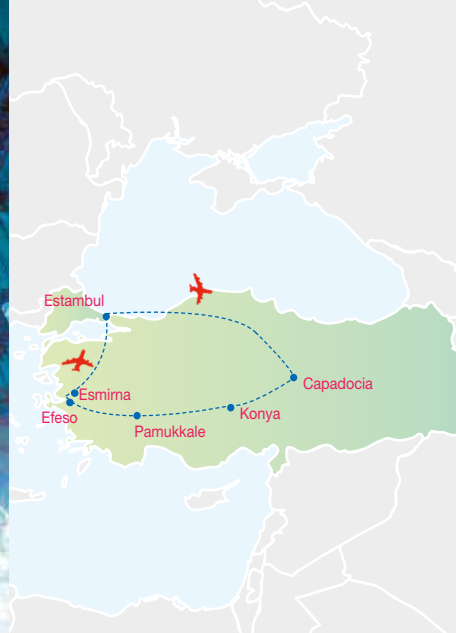 Estambul
Esmirna
Efeso
Pamukkale
Konya
Capadocia